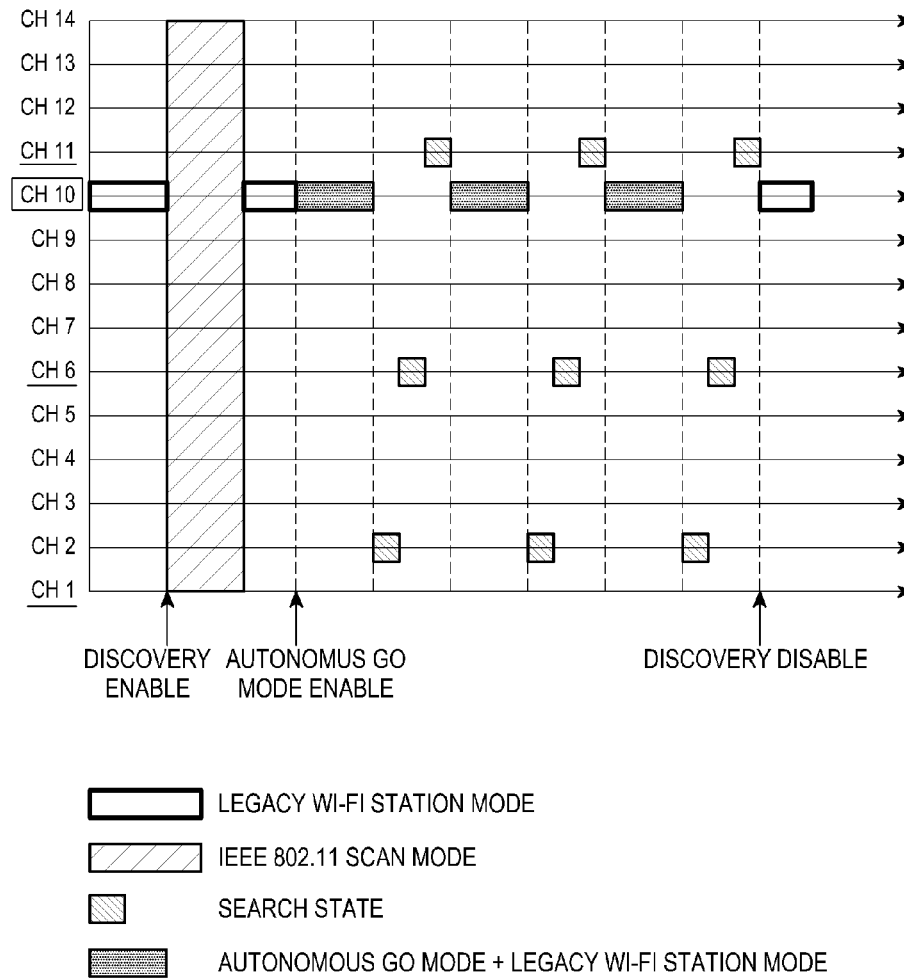 CH 14
CH 13
CH 12
CH 11
CH 10
CH 9
CH 8
CH 7
CH 6
CH 5
CH 4
CH 3
CH 2
CH 1
DISCOVERY
ENABLE
AUTONOMUS GO
MODE ENABLE
DISCOVERY DISABLE
LEGACY WI-FI STATION MODE
IEEE 802.11 SCAN MODE
SEARCH STATE
AUTONOMOUS GO MODE + LEGACY WI-FI STATION MODE